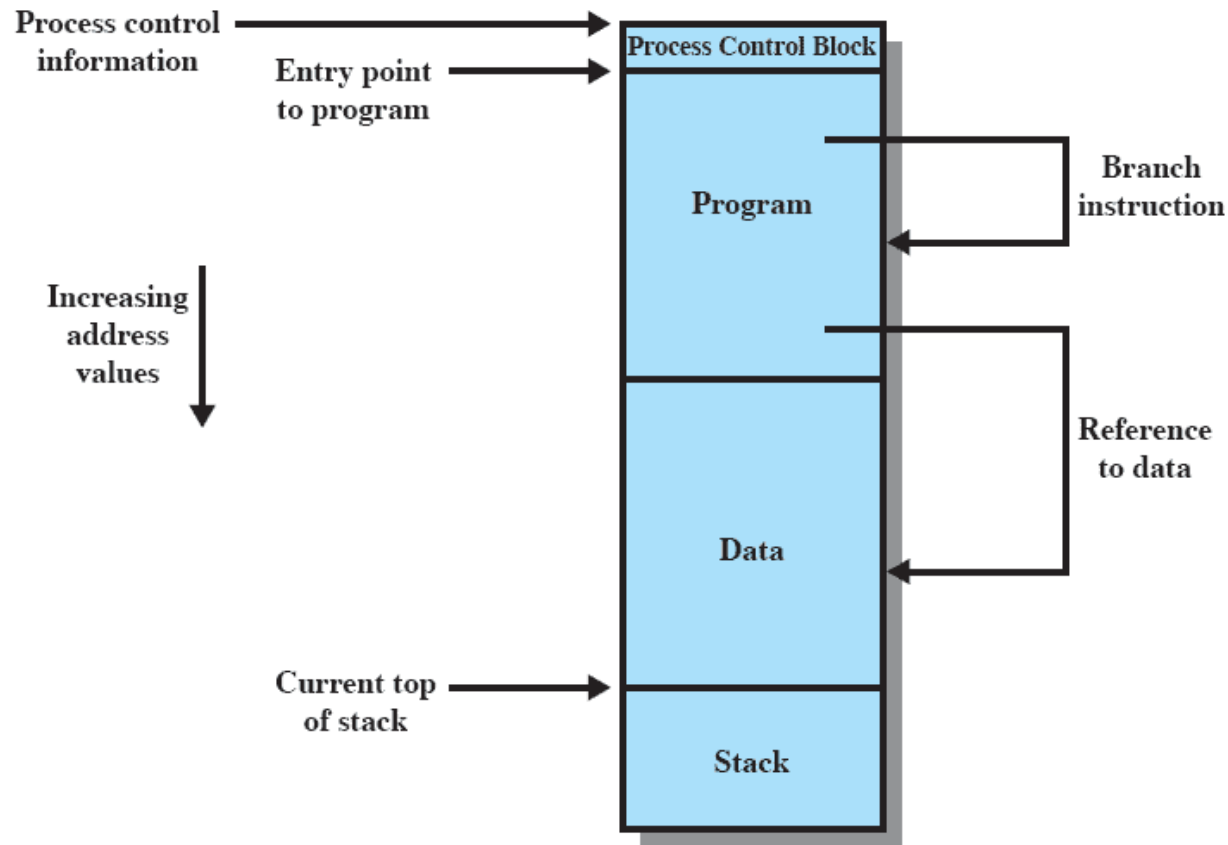 Process control
information
Process Control Block
Entry point
to program
Branch
instruction
Program
Increasing
address
values
Reference
to data
Data
Current top
of stack
Stack